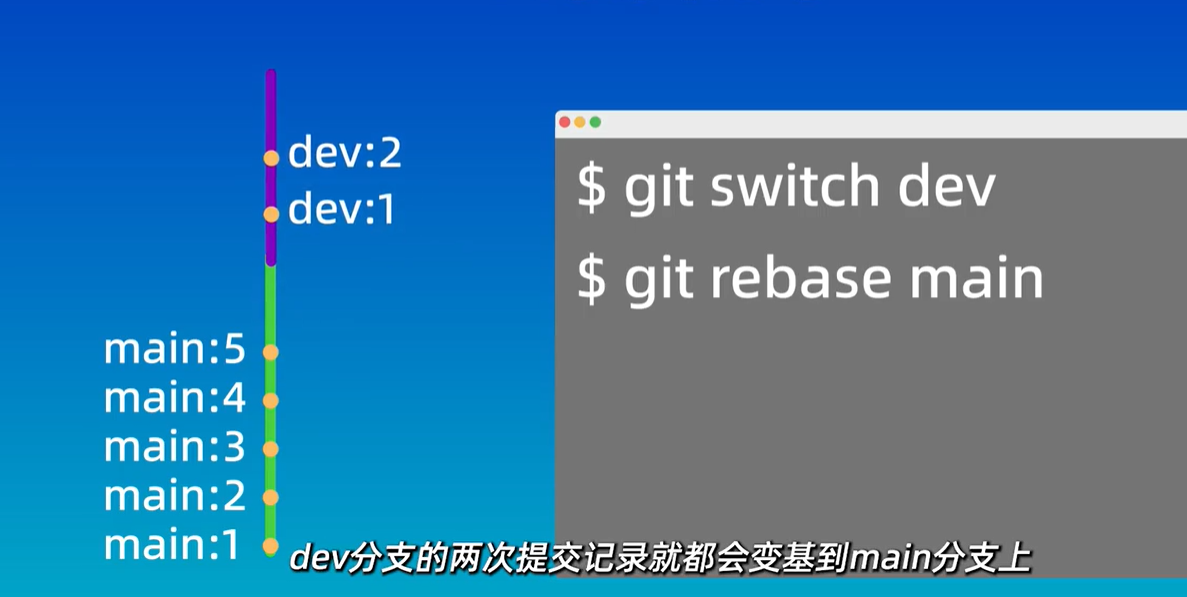 dev:2
dev:1
main:5
main:4
main:3
main:2
main:1
$ git switch dev
$ git rebase main
dev分支的两次提交记录就都会变基到main分支上